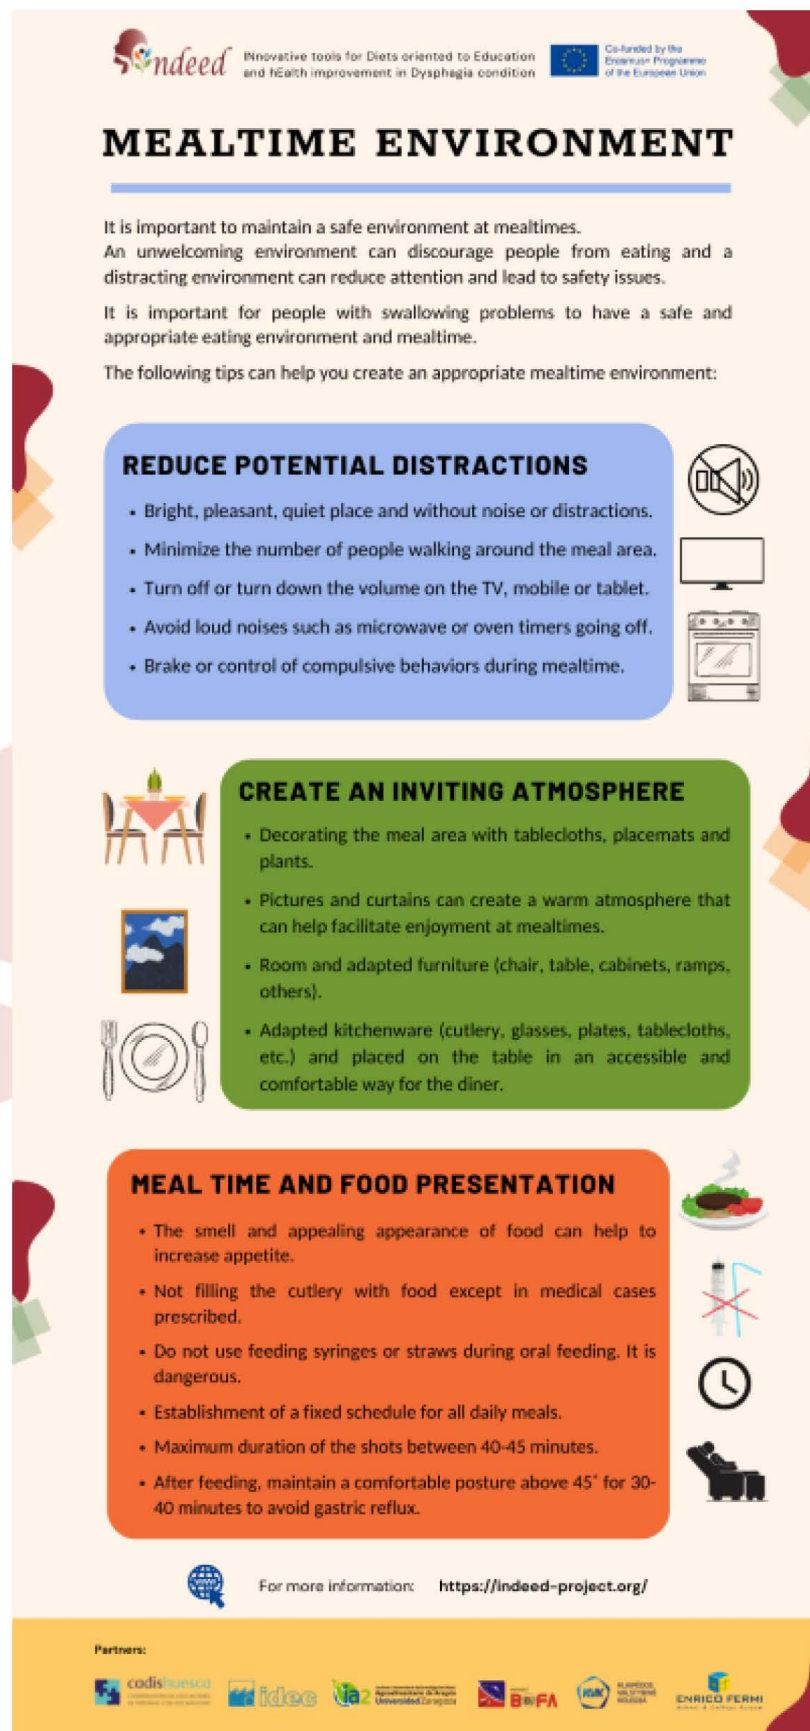 Indeed
INnovative tools for Diets oriented to Education
and hEalth improvement in Dysphagia condition
Co-funded by the
Erasmus+ Programme
of the European Union
MEALTIME ENVIRONMENT
It is important to maintain a safe environment at mealtimes.
An unwelcoming environment can discourage people from eating and a
distracting environment can reduce attention and lead to safety issues.
It is important for people with swallowing problems to have a safe and
appropriate eating environment and mealtime.
The following tips can help you create an appropriate mealtime environment:
REDUCE POTENTIAL DISTRACTIONS
• Bright, pleasant, quiet place and without noise or distractions.
• Minimize the number of people walking around the meal area.
• Turn off or turn down the volume on the TV, mobile or tablet.
• Avoid loud noises such as microwave or oven timers going off.
• Brake or control of compulsive behaviors during mealtime.
CREATE AN INVITING ATMOSPHERE
• Decorating the meal area with tablecloths, placemats and
plants.
• Pictures and curtains can create a warm atmosphere that
can help facilitate enjoyment at mealtimes.
• Room and adapted furniture (chair, table, cabinets, ramps,
others).
• Adapted kitchenware (cutlery, glasses, plates, tablecloths,
etc.) and placed on the table in an accessible and
comfortable way for the diner.
MEAL TIME AND FOOD PRESENTATION
• The smell and appealing appearance of food can help to
increase appetite.
• Not filling the cutlery with food except in medical cases
prescribed.
• Do not use feeding syringes or straws during oral feeding. It is
dangerous.
• Establishment of a fixed schedule for all daily meals.
• Maximum duration of the shots between 40-45 minutes.
• After feeding, maintain a comfortable posture above 45° for 30-
40 minutes to avoid gastric reflux.
For more information: https://indeed-project.org/
Partners:
cadishuesca
idec
ia2
Universidad Zaragoza
BFA
ENRICO FERMI